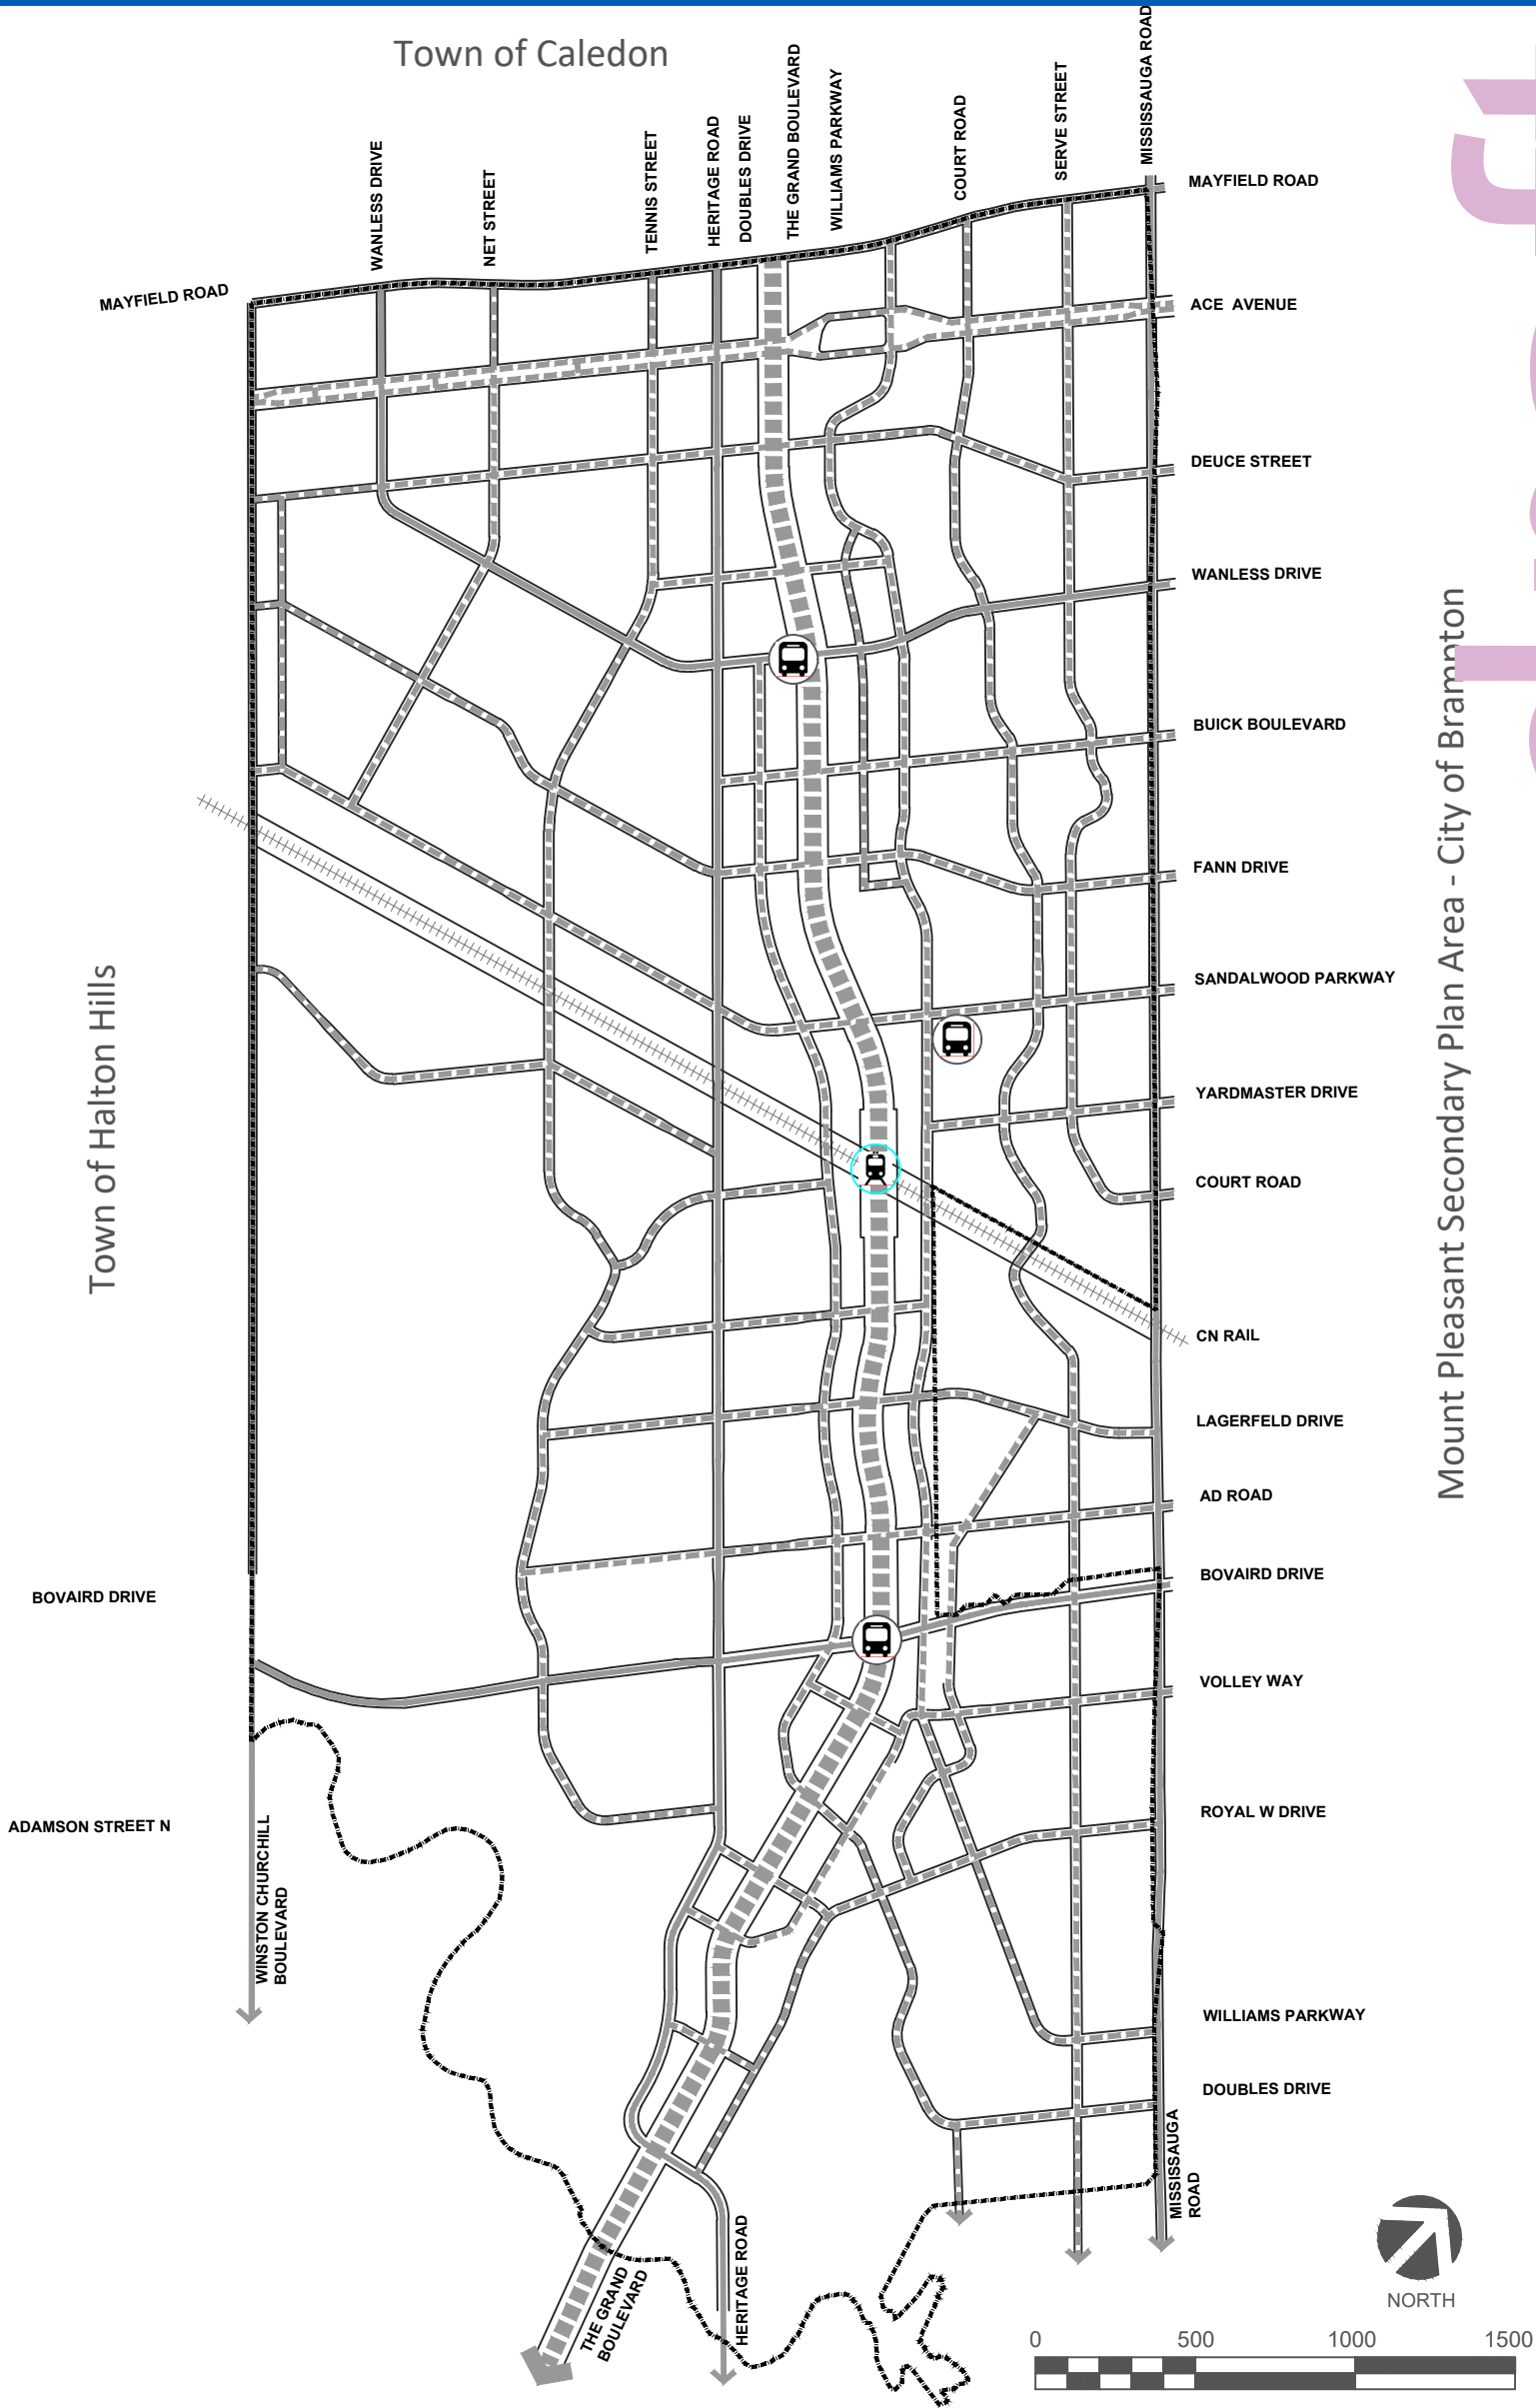 Town of Caledon
WANLESS DRIVE
NET STREET
TENNIS STREET
HERITAGE ROAD
DOUBLES DRIVE
THE GRAND BOULEVARD
WILLIAMS PARKWAY
COURT ROAD
SERVE STREET
MISSISSAUGA ROAD
MAYFIELD ROAD
MAYFIELD ROAD
ACE AVENUE
DEUCE STREET
WANLESS DRIVE
BUICK BOULEVARD
FANN DRIVE
SANDALWOOD PARKWAY
YARDMASTER DRIVE
COURT ROAD
CN RAIL
LAGERFELD DRIVE
AD ROAD
BOVAIRD DRIVE
VOLLEY WAY
ROYAL W DRIVE
WILLIAMS PARKWAY
DOUBLES DRIVE
Town of Halton Hills
Mount Pleasant Secondary Plan Area - City of Brampton
BOVAIRD DRIVE
ADAMSON STREET N
WINSTON CHURCHILL
BOULEVARD
MISSISSAUGA
ROAD
THE GRAND
BOULEVARD
HERITAGE ROAD
NORTH
0 500 1000 1500